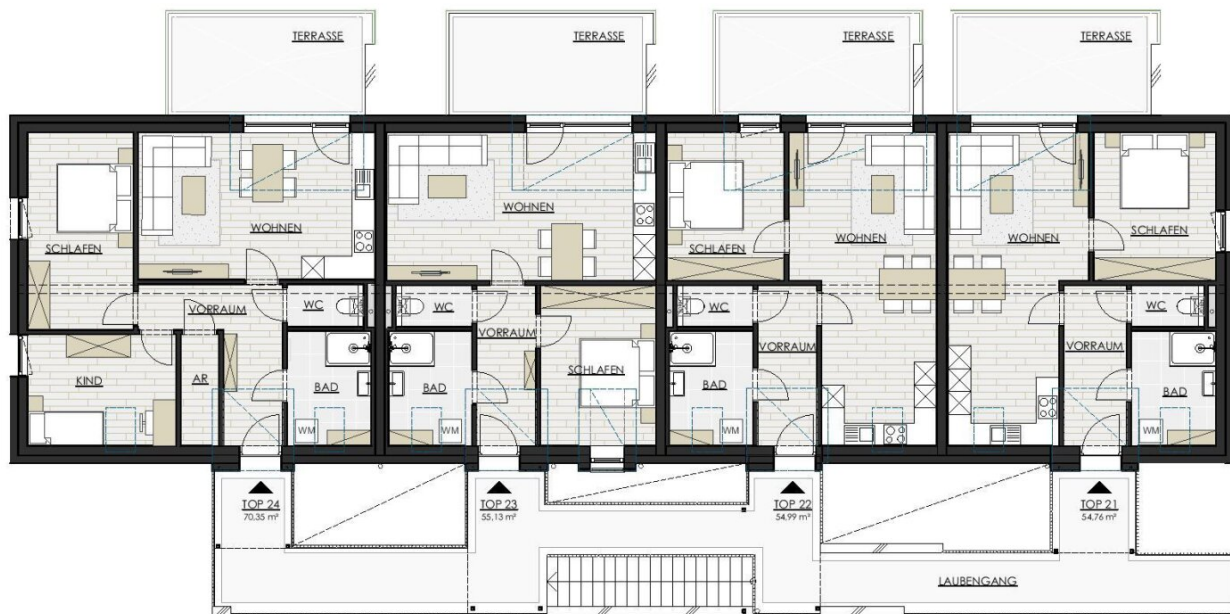 TERRASSE
TERRASSE
TERRASSE
TERRASSE
SCHLAFEN
WOHNEN
WOHNEN
SCHLAFEN
WOHNEN
WOHNEN
SCHLAFEN
VORRAUM
WC
WC
WC
WC
VORRAUM
VORRAUM
VORRAUM
KIND
AR
BAD
BAD
SCHLAFEN
BAD
BAD
WM
WM
WM
WM
TOP 24
70,35 m²
TOP 23
55,13 m²
TOP 22
54,99 m²
TOP 21
54,76 m²
LAUBENGANG